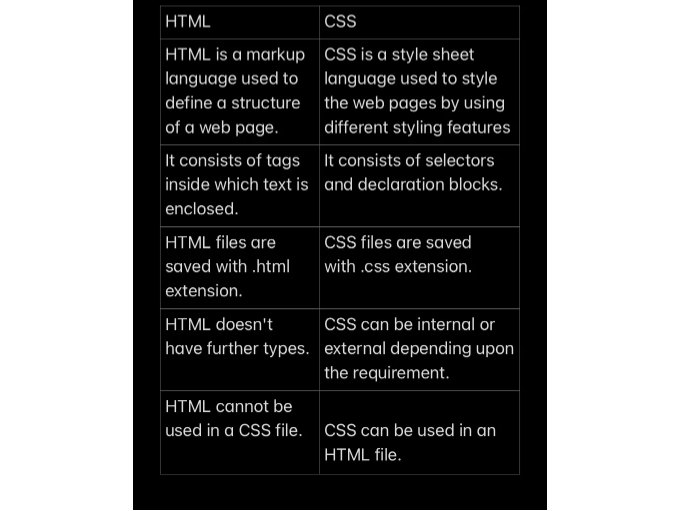 HTML
CSS
HTML is a markup
language used to
define a structure
of a web page.
CSS is a style sheet
language used to style
the web pages by using
different styling features
It consists of tags
inside which text is
enclosed.
It consists of selectors
and declaration blocks.
HTML files are
saved with .html
extension.
CSS files are saved
with .css extension.
HTML doesn't
have further types.
CSS can be internal or
external depending upon
the requirement.
HTML cannot be
used in a CSS file.
CSS can be used in an
HTML file.